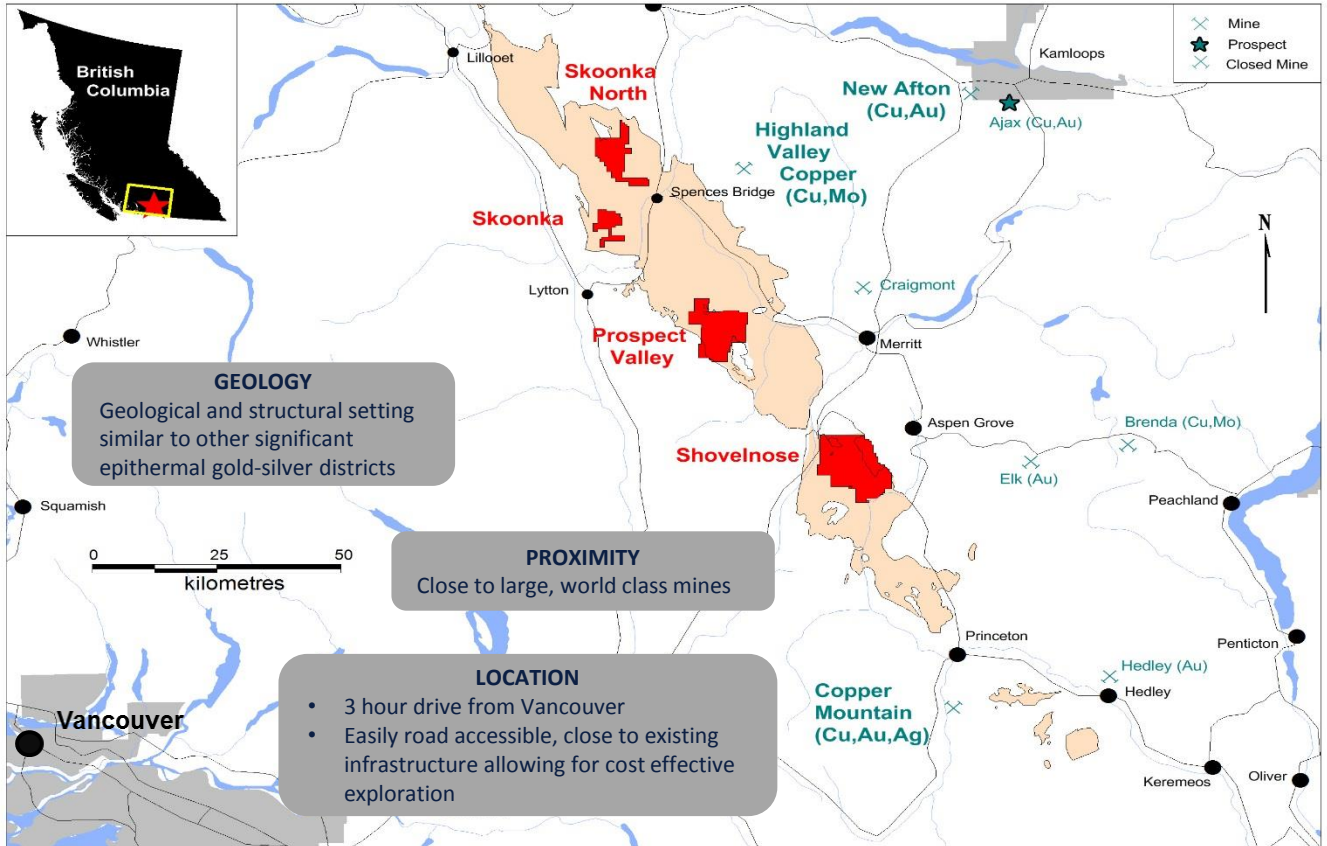 British
Columbia
Lillooet
Skoonka
North
Kamloops
Mine
Prospect
Closed Mine
New Afton
(Cu,Au)
Ajax (Cu,Au)
Highland
Valley
Copper
(Cu,Mo)
Spences Bridge
Skoonka
N
Lytton
Craigmont
Whistler
Prospect
Valley
Merritt
GEOLOGY
Geological and structural setting
similar to other significant
epithermal gold-silver districts
Aspen Grove
Brenda (Cu,Mo)
Shovelnose
Elk (Au)
Peachland
Squamish
0 25 50
kilometres
PROXIMITY
Close to large, world class mines
Princeton
Penticton
Hedley (Au)
Hedley
LOCATION
• 3 hour drive from Vancouver
• Easily road accessible, close to existing
infrastructure allowing for cost effective
exploration
Copper
Mountain
(Cu,Au,Ag)
Vancouver
Keremeos
Oliver